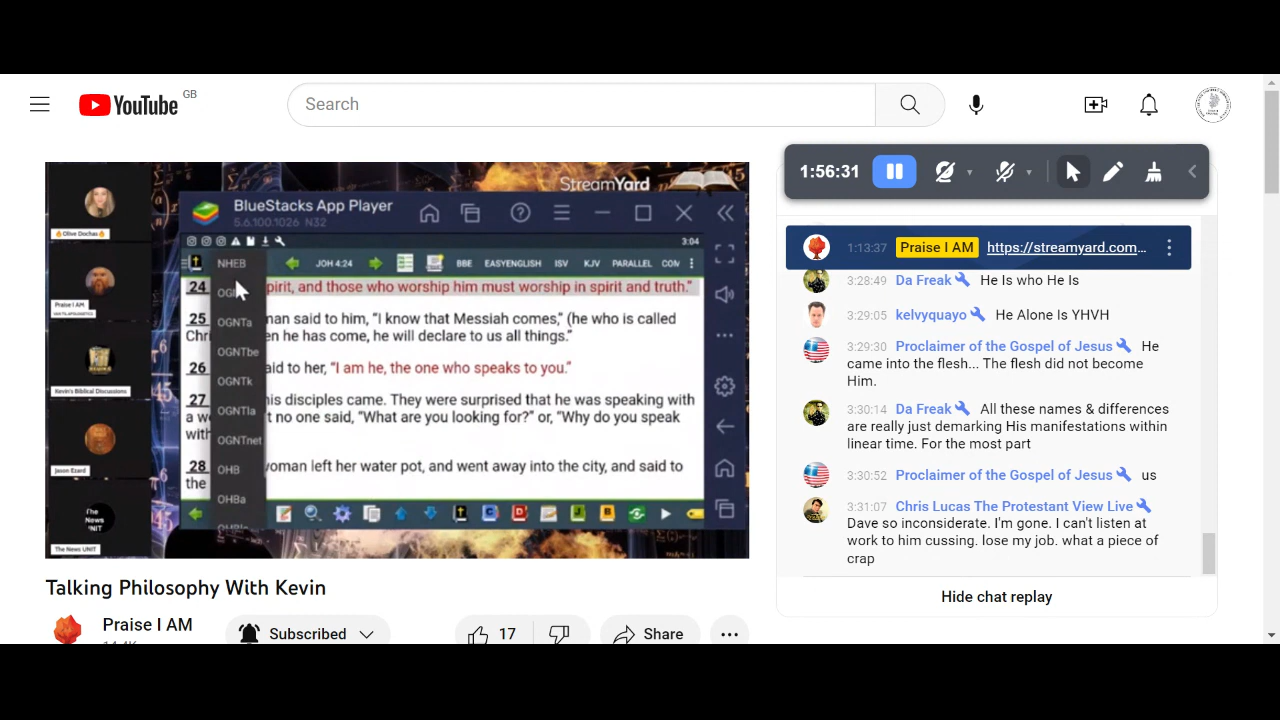 YouTube GB
Search
1:56:31
StreamYard
BlueStacks App Player
5.6.100.1026 N32
3:04
NHEB
JOH 4:24
BBE EASYENGLISH ISV KJV PARALLEL COM
24 pirit, and those who worship him must worship in spirit and truth."
OGNTa
25 man said to him, "I know that Messiah comes," (he who is called
Chri en he has come, he will declare to us all things."
OGNTbe
26 aid to her, "I am he, the one who speaks to you."
OGNTk
27 is disciples came. They were surprised that he was speaking with
OGNTla
a wo t no one said, "What are you looking for?" or, "Why do you speak
with
OGNTnet
28 woman left her water pot, and went away into the city, and said to
OHB
the
OHBa
Olive Dochas
Praise I AM
Kevin's Biblical Discussions
Jason Ezard
The
News
UNIT
The News UNIT
Talking Philosophy With Kevin
Praise I AM
Subscribed
17
Share
1:13:37 Praise I AM https://streamyard.com...
3:28:49 Da Freak He Is who He Is
3:29:05 kelvyquayo He Alone Is YHVH
3:29:30 Proclaimer of the Gospel of Jesus He
came into the flesh... The flesh did not become
Him.
3:30:14 Da Freak All these names & differences
are really just demarking His manifestations within
linear time. For the most part
3:30:52 Proclaimer of the Gospel of Jesus us
3:31:07 Chris Lucas The Protestant View Live
Dave so inconsiderate. I'm gone. I can't listen at
work to him cussing. lose my job. what a piece of
crap
Hide chat replay